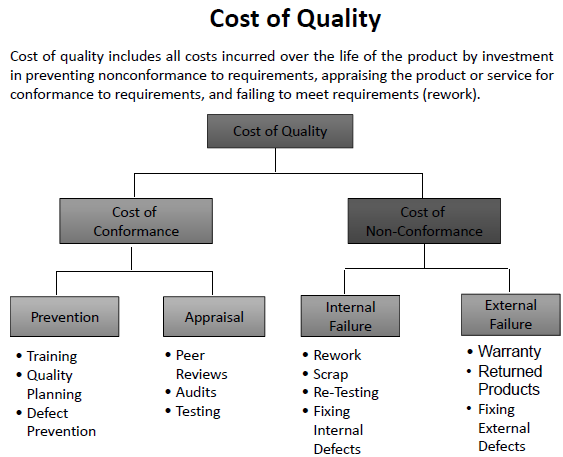 Cost of Quality
Cost of quality includes all costs incurred over the life of the product by investment
in preventing nonconformance to requirements, appraising the product or service for
conformance to requirements, and failing to meet requirements (rework).
Cost of Quality
Cost of
Conformance
Cost of
Non-Conformance
Prevention
Appraisal
Internal
Failure
External
Failure
• Training
• Quality
Planning
• Defect
Prevention
• Peer
Reviews
• Audits
• Testing
• Rework
• Scrap
• Re-Testing
• Fixing
Internal
Defects
• Warranty
• Returned
Products
• Fixing
External
Defects